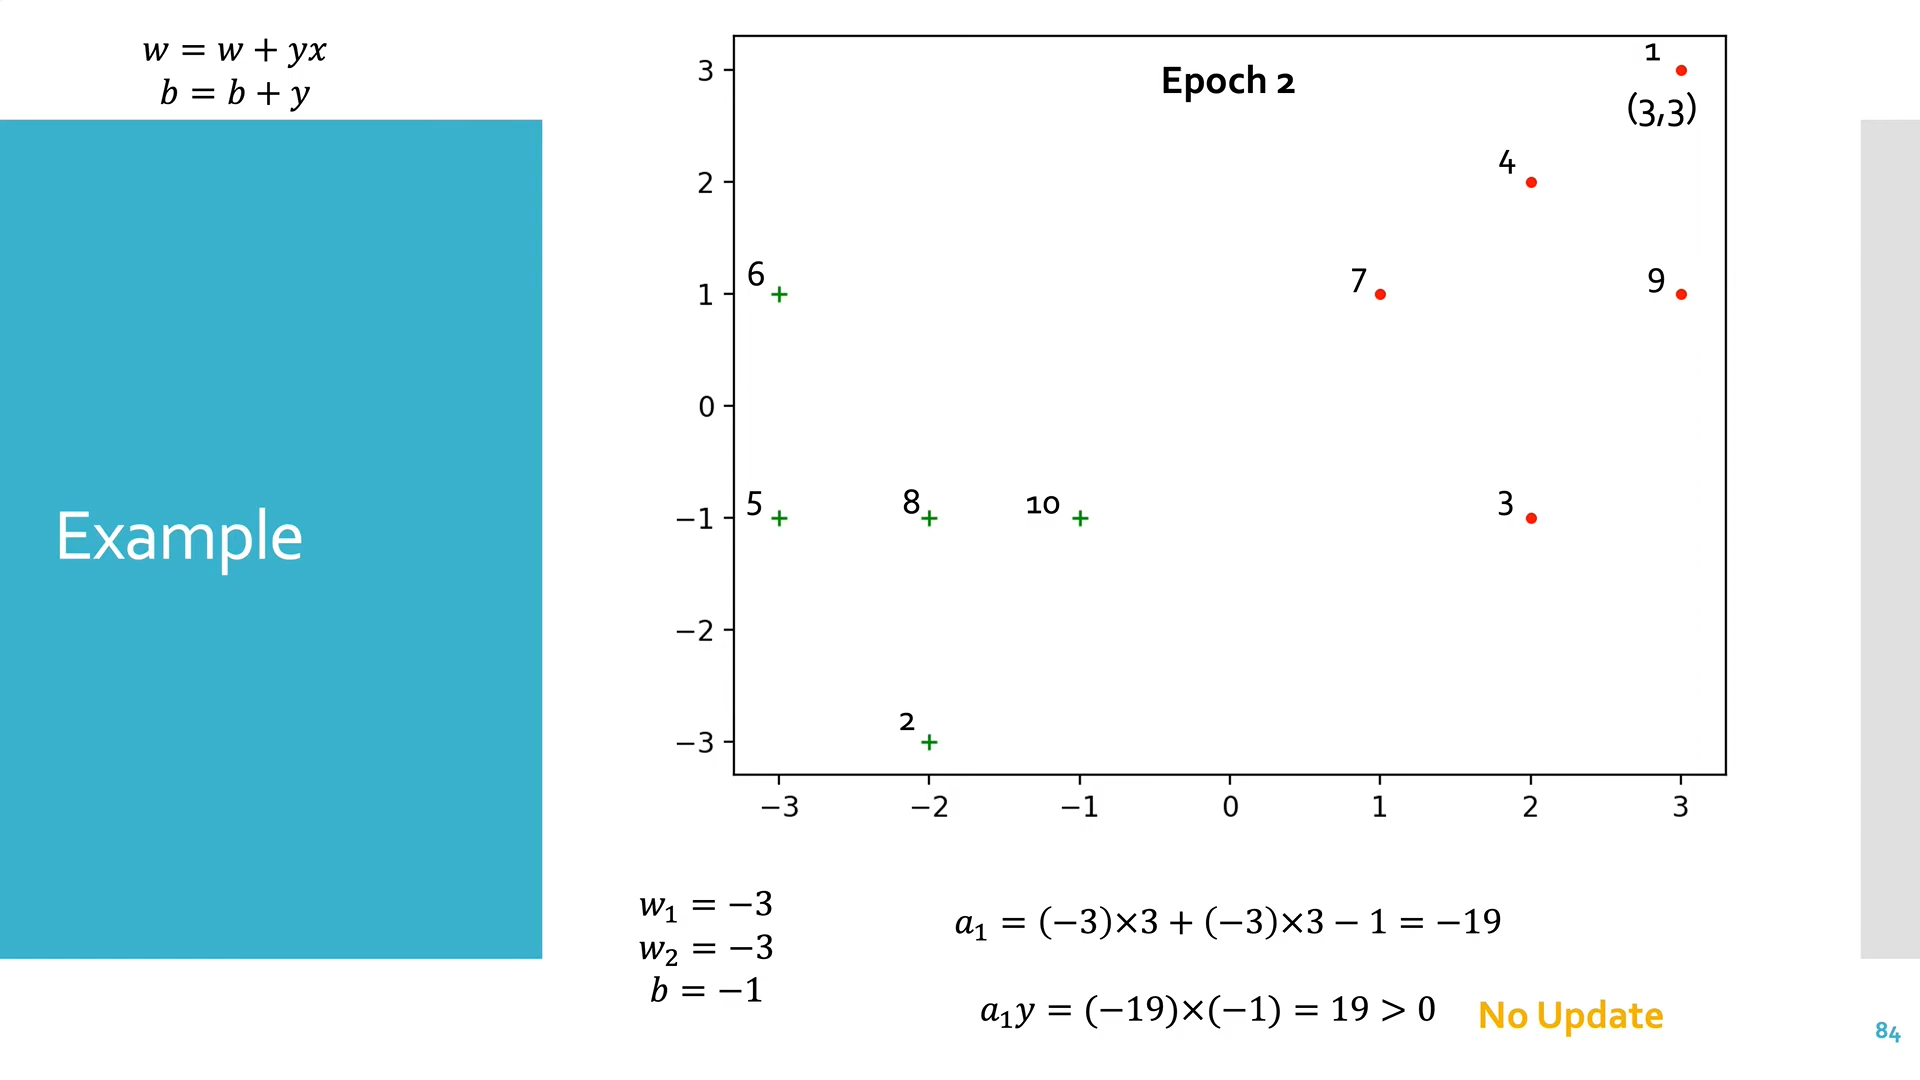 w = w + yx
b = b + y
Example
Epoch 2
1
(3,3)
4
6
7
9
5
8
10
3
2
3
2
1
0
−1
−2
−3
−3 −2 −1 0 1 2 3
w₁ = −3
w₂ = −3
b = −1
a₁ = (−3)×3 + (−3)×3 − 1 = −19
a₁y = (−19)×(−1) = 19 > 0
No Update
84